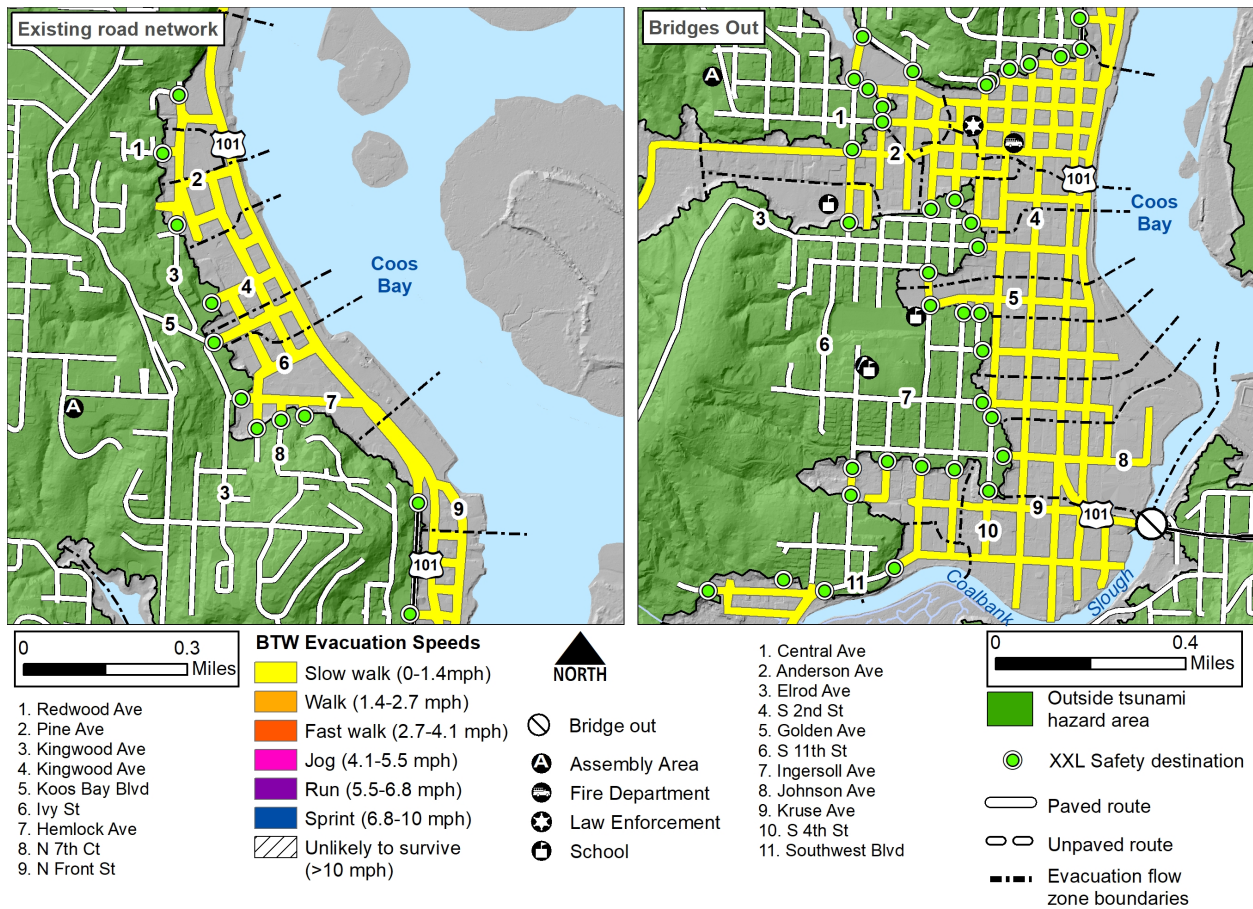 Existing road network
101
1
2
3
Coos
Bay
4
5
6
7
A
8
3
9
101
Bridges Out
A
1
2
101
3
4
Coos
Bay
5
6
7
8
9
101
10
11
Coalbank
Slough
0 0.3
Miles
1. Redwood Ave
2. Pine Ave
3. Kingwood Ave
4. Kingwood Ave
5. Koos Bay Blvd
6. Ivy St
7. Hemlock Ave
8. N 7th Ct
9. N Front St
BTW Evacuation Speeds
Slow walk (0-1.4mph)
Walk (1.4-2.7 mph)
Fast walk (2.7-4.1 mph)
Jog (4.1-5.5 mph)
Run (5.5-6.8 mph)
Sprint (6.8-10 mph)
Unlikely to survive
(>10 mph)
NORTH
Bridge out
A Assembly Area
Fire Department
Law Enforcement
School
1. Central Ave
2. Anderson Ave
3. Elrod Ave
4. S 2nd St
5. Golden Ave
6. S 11th St
7. Ingersoll Ave
8. Johnson Ave
9. Kruse Ave
10. S 4th St
11. Southwest Blvd
0 0.4
Miles
Outside tsunami
hazard area
XXL Safety destination
Paved route
Unpaved route
Evacuation flow
zone boundaries